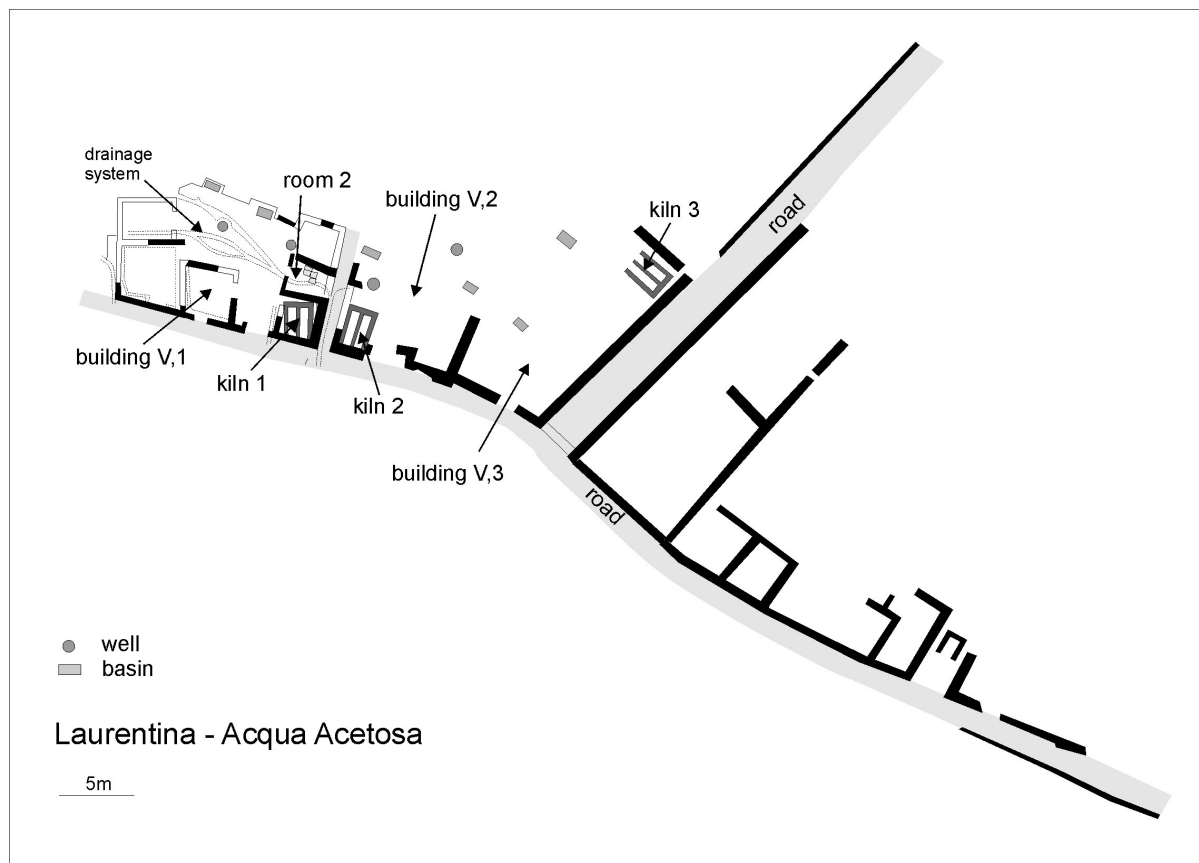 drainage
system
room 2
building V,2
kiln 3
road
building V,1
kiln 1
kiln 2
building V,3
road
well
basin
Laurentina - Acqua Acetosa
5m